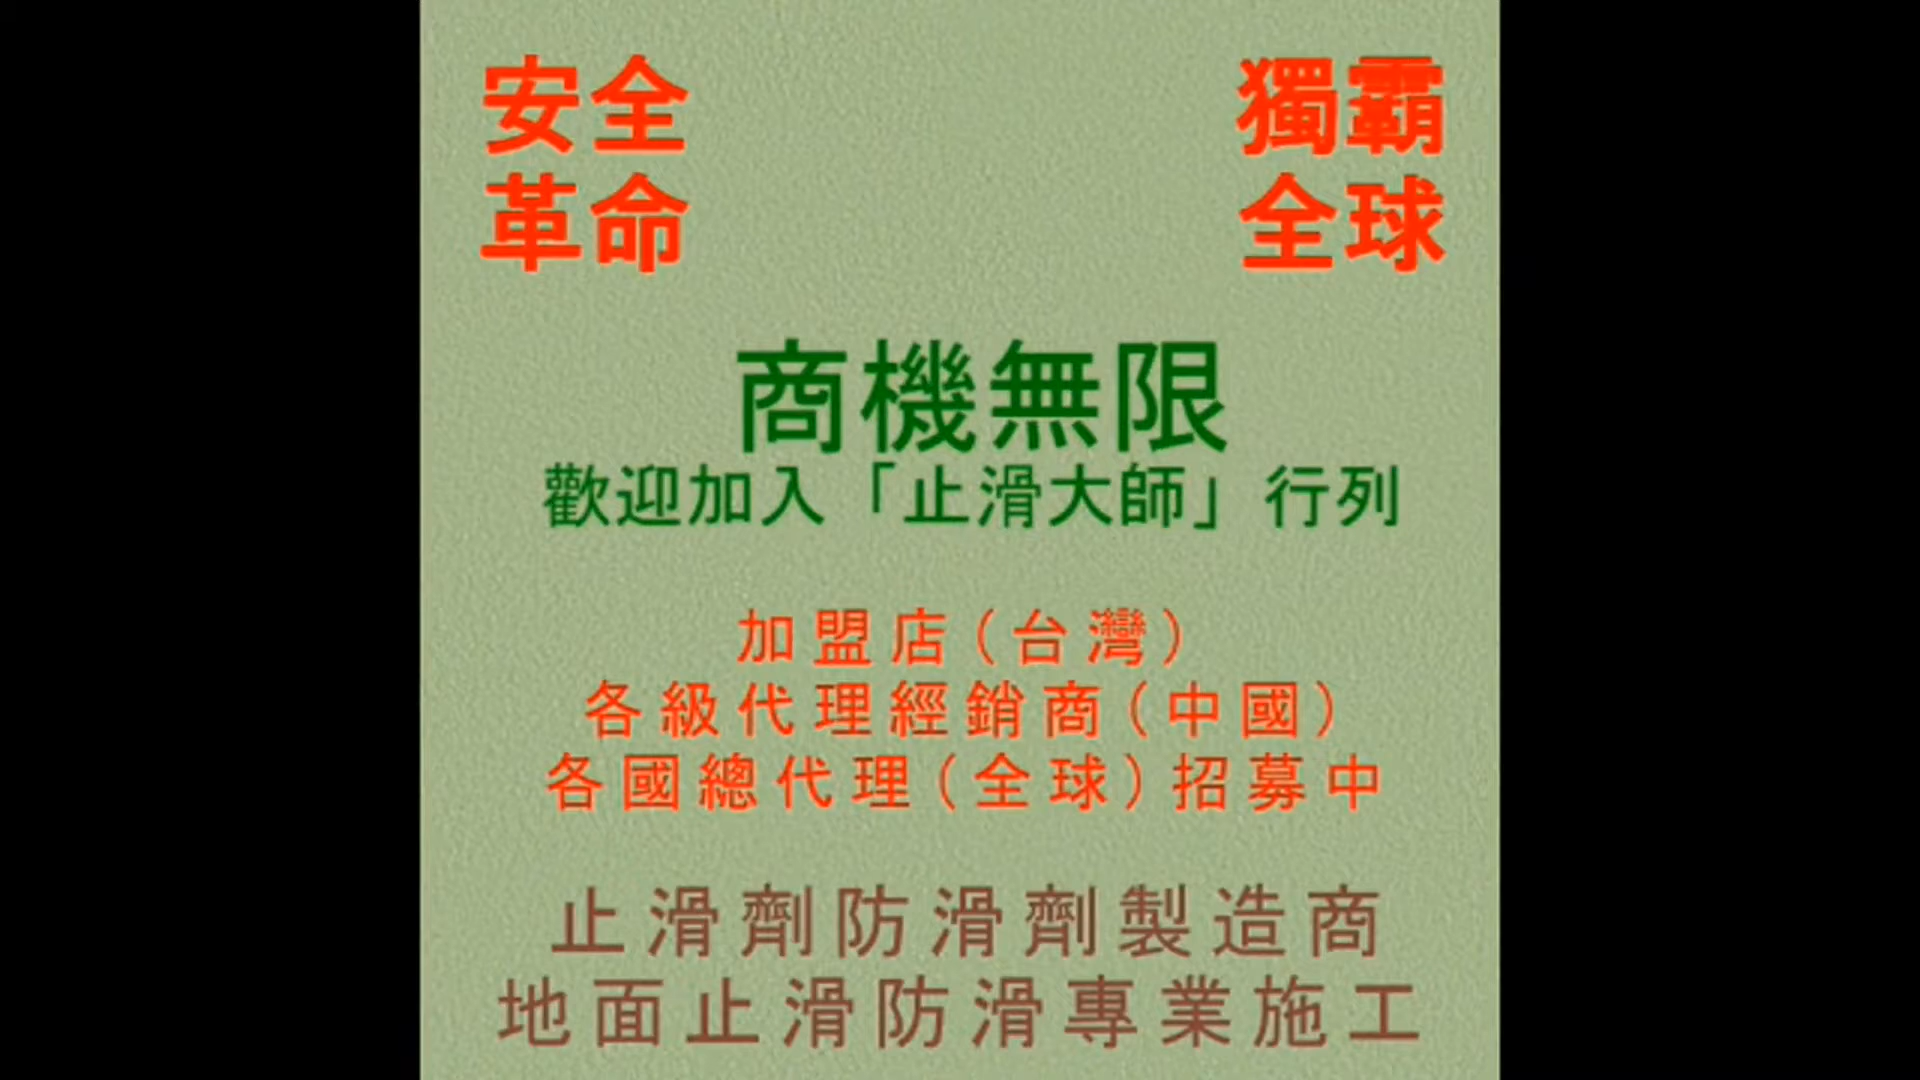 安全
革命
獨霸
全球
商機無限
歡迎加入「止滑大師」行列
加盟店(台灣)
各級代理經銷商(中國)
各國總代理(全球)招募中
止滑劑防滑劑製造商
地面止滑防滑專業施工